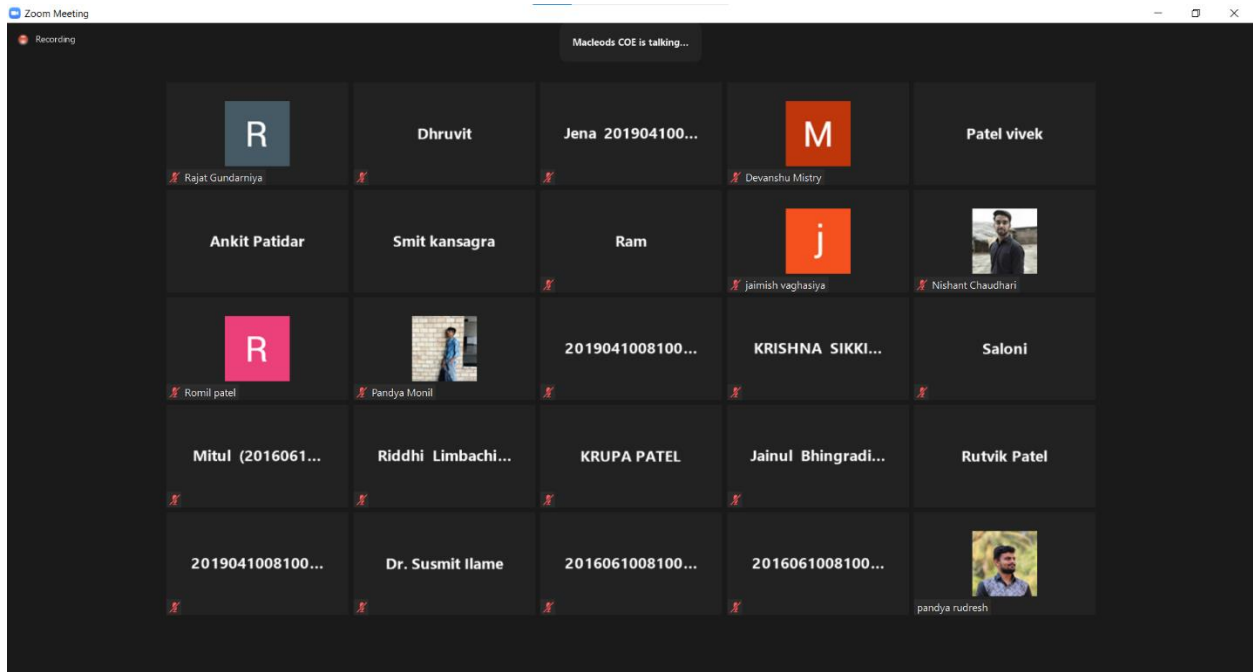 Zoom Meeting
Recording
Macleods COE is talking...
R
Rajat Gundarniya
Dhruvit
Jena 201904100...
M
Devanshu Mistry
Patel vivek
Ankit Patidar
Smit kansagra
Ram
j
jaimish vaghasiya
Nishant Chaudhari
R
Romil patel
Pandya Monil
2019041008100...
KRISHNA SIKKI...
Saloni
Mitul (2016061...
Riddhi Limbachi...
KRUPA PATEL
Jainul Bhingradi...
Rutvik Patel
2019041008100...
Dr. Susmit Ilame
2016061008100...
2016061008100...
pandya rudresh